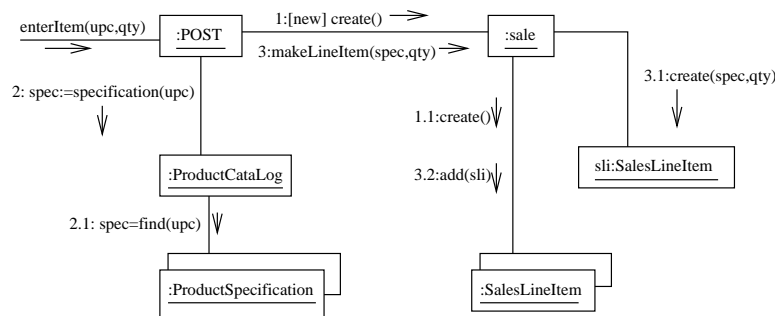 1:[new] create()
enterItem(upc,qty)
:POST
:sale
3:makeLineItem(spec,qty)
3.1:create(spec,qty)
2: spec:=specification(upc)
1.1:create()
:ProductCataLog
3.2:add(sli)
sli:SalesLineItem
2.1: spec=find(upc)
:ProductSpecification
:SalesLineItem